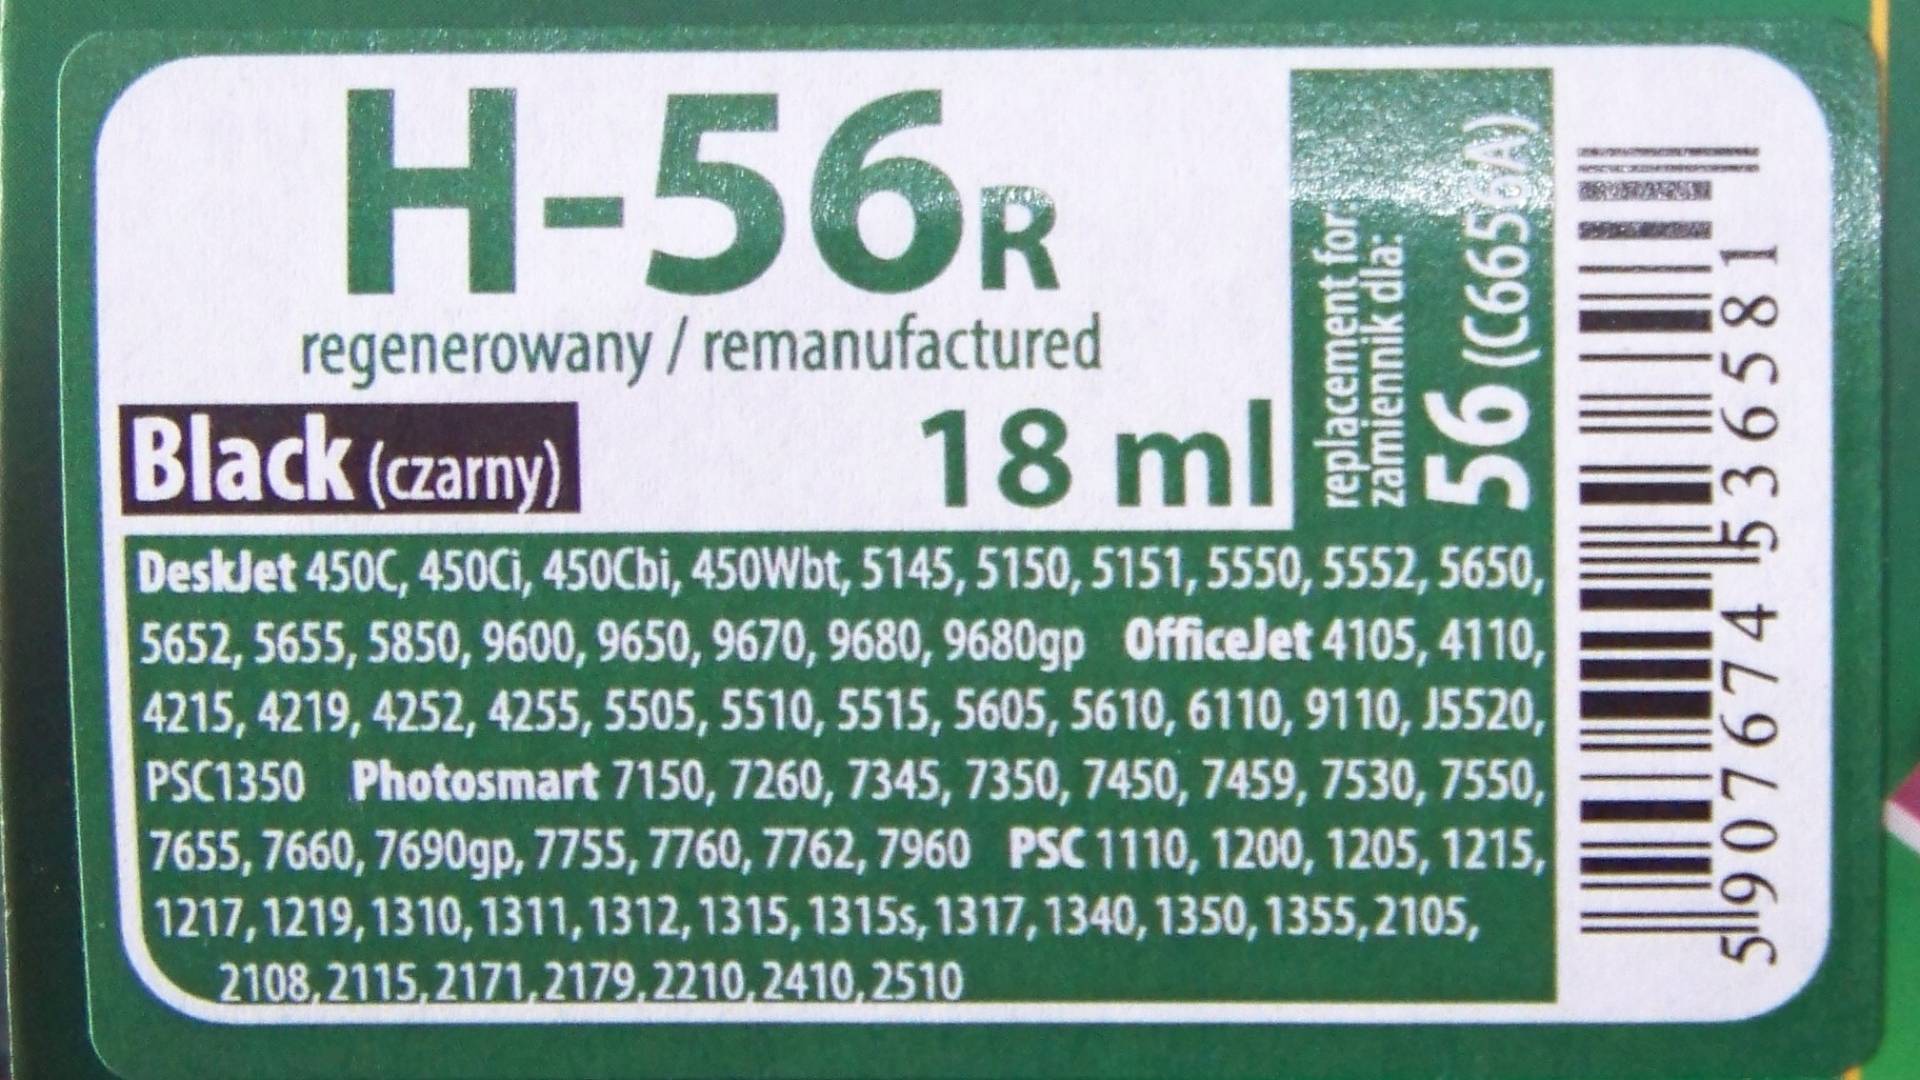 H-56R
regenerowany / remanufactured
Black (czarny)
18 ml
replacement for:
zamiennik dla:
56 (C6656A)
DeskJet 450C, 450Ci, 450Cbi, 450Wbt, 5145, 5150, 5151, 5550, 5552, 5650,
5652, 5655, 5850, 9600, 9650, 9670, 9680, 9680gp OfficeJet 4105, 4110,
4215, 4219, 4252, 4255, 5505, 5510, 5515, 5605, 5610, 6110, 9110, J5520,
PSC1350 Photosmart 7150, 7260, 7345, 7350, 7450, 7459, 7530, 7550,
7655, 7660, 7690gp, 7755, 7760, 7762, 7960 PSC 1110, 1200, 1205, 1215,
1217, 1219, 1310, 1311, 1312, 1315, 1315s, 1317, 1340, 1350, 1355, 2105,
2108, 2115, 2171, 2179, 2210, 2410, 2510
5907674536581